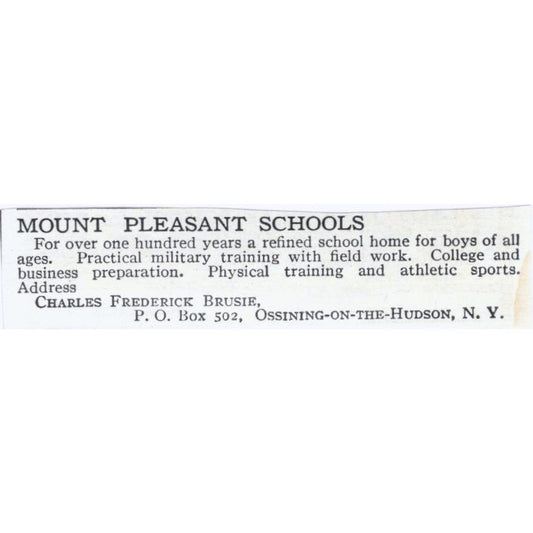 MOUNT PLEASANT SCHOOLS
For over one hundred years a refined school home for boys of all
ages. Practical military training with field work. College and
business preparation. Physical training and athletic sports.
Address
CHARLES FREDERICK BRUSIE,
P. O. Box 502, OSSINING-ON-THE-HUDSON, N. Y.